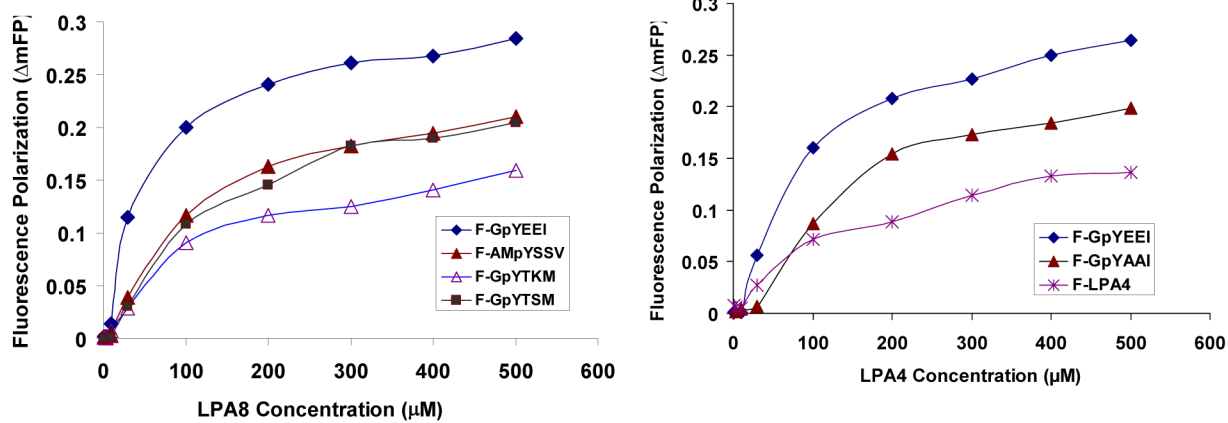 Fluorescence Polarization (ΔmFP)
0.3
0.25
0.2
0.15
0.1
0.05
0
0 100 200 300 400 500 600
LPA8 Concentration (μM)
F-GpYEEI
F-AMpYSSV
F-GpYTKM
F-GpYTSM
Fluorescence Polarization (ΔmFP)
0.3
0.25
0.2
0.15
0.1
0.05
0
0 100 200 300 400 500 600
LPA4 Concentration (μM)
F-GpYEEI
F-GpYAAI
F-LPA4